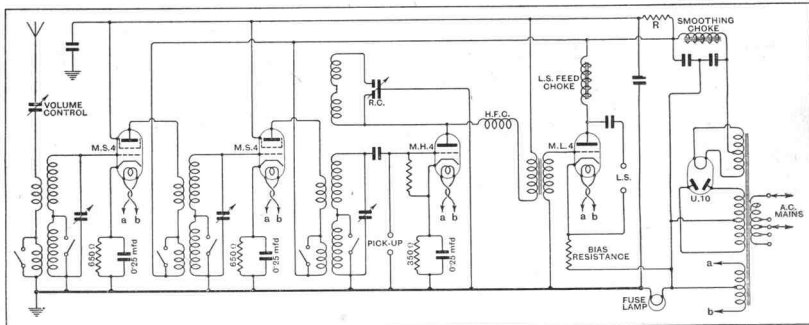 R
SMOOTHING
CHOKE
VOLUME
CONTROL
R.C.
L.S. FEED
CHOKE
H.F.C.
M.S.4
M.S.4
M.H.4
M.L.4
L.S.
U.10
A.C.
MAINS
a b
a b
a b
a b
650 Ω
0·25 mfd
650 Ω
0·25 mfd
PICK-UP
350 Ω
0·25 mfd
BIAS
RESISTANCE
a
FUSE
LAMP
b